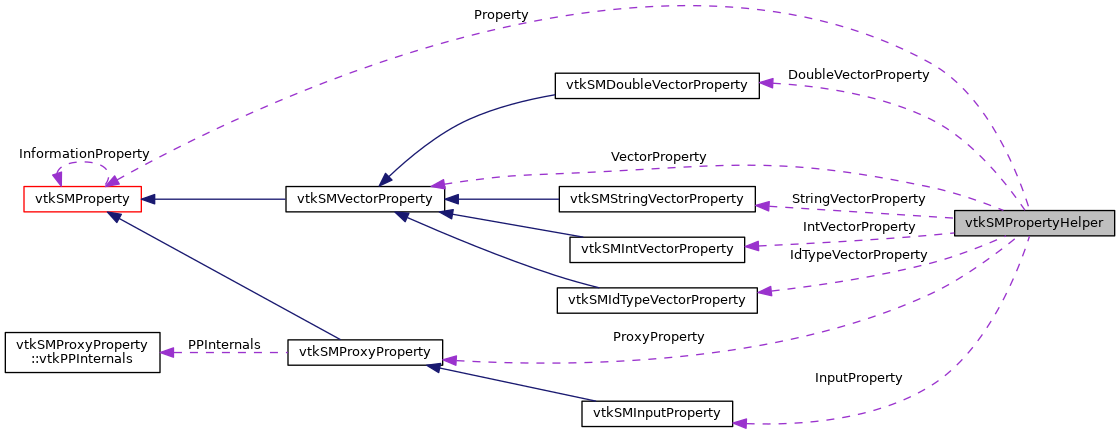 Property
vtkSMDoubleVectorProperty
DoubleVectorProperty
InformationProperty
VectorProperty
vtkSMProperty
vtkSMVectorProperty
vtkSMStringVectorProperty
StringVectorProperty
vtkSMPropertyHelper
IntVectorProperty
vtkSMIntVectorProperty
IdTypeVectorProperty
vtkSMIdTypeVectorProperty
ProxyProperty
vtkSMProxyProperty
::vtkPPInternals
PPInternals
vtkSMProxyProperty
InputProperty
vtkSMInputProperty